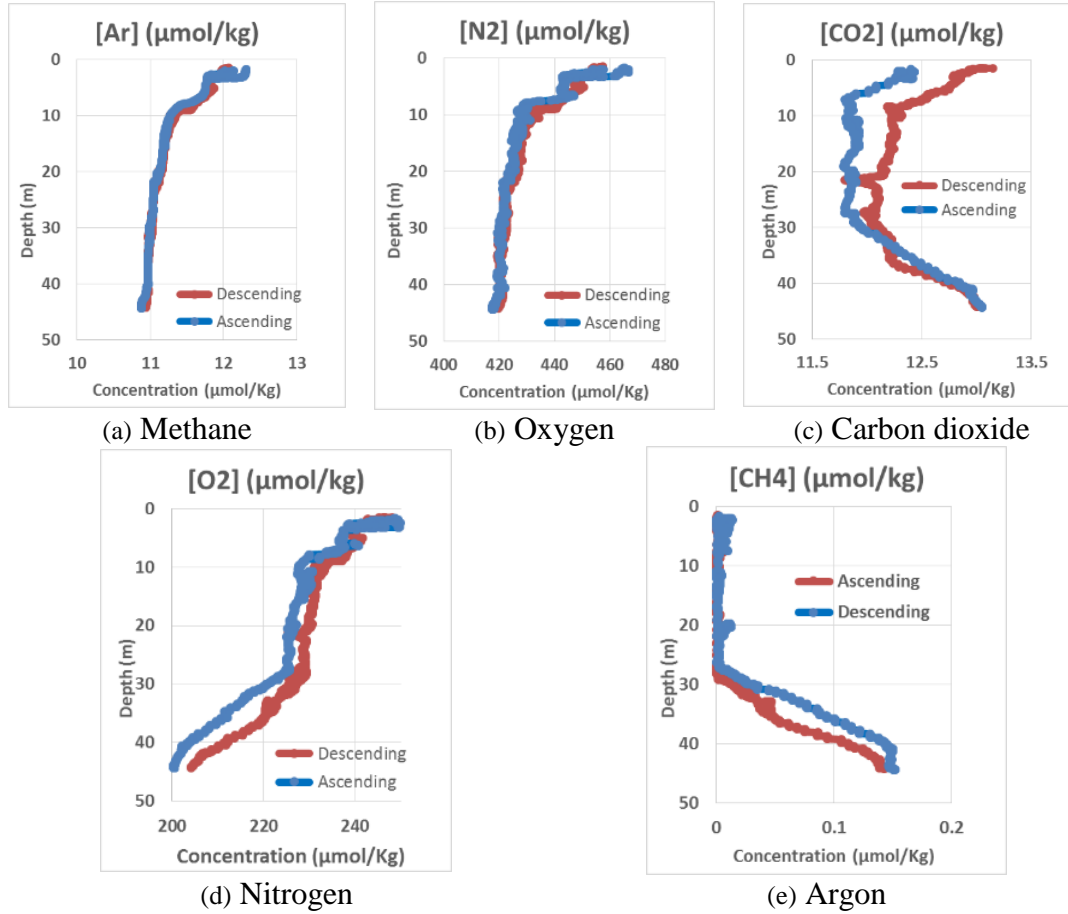 [Ar] (µmol/kg)
0
10
20
30
40
50
Depth (m)
Descending
Ascending
10 11 12 13
Concentration (µmol/Kg)
(a) Methane
[N2] (µmol/kg)
0
10
20
30
40
50
Depth (m)
Descending
Ascending
400 420 440 460 480
Concentration (µmol/Kg)
(b) Oxygen
[CO2] (µmol/kg)
0
10
20
30
40
50
Depth (m)
Descending
Ascending
11.5 12.5 13.5
Concentration (µmol/Kg)
(c) Carbon dioxide
[O2] (µmol/kg)
0
10
20
30
40
50
Depth (m)
Descending
Ascending
200 220 240
Concentration (µmol/Kg)
(d) Nitrogen
[CH4] (µmol/kg)
0
10
20
30
40
50
Depth (m)
Ascending
Descending
0 0.1 0.2
Concentration (µmol/Kg)
(e) Argon